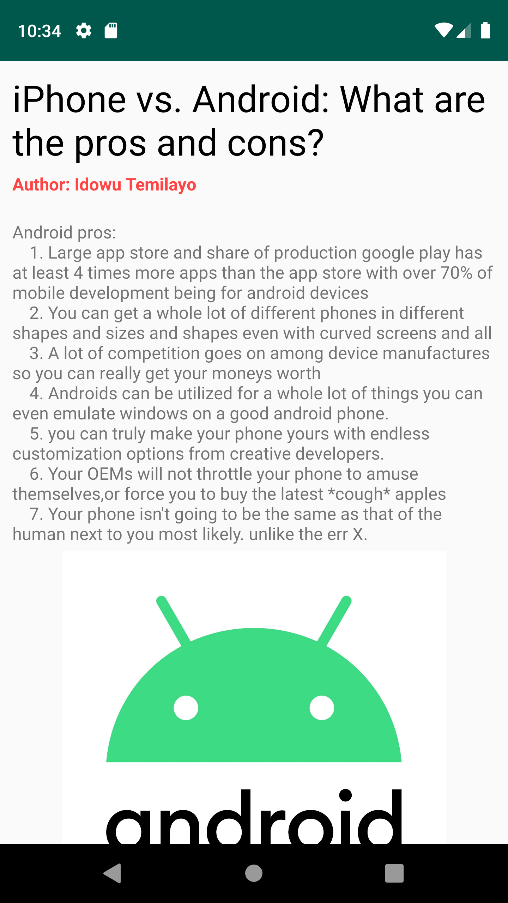 10:34
iPhone vs. Android: What are
the pros and cons?
Author: Idowu Temilayo
Android pros:
1. Large app store and share of production google play has
at least 4 times more apps than the app store with over 70% of
mobile development being for android devices
2. You can get a whole lot of different phones in different
shapes and sizes and shapes even with curved screens and all
3. A lot of competition goes on among device manufactures
so you can really get your moneys worth
4. Androids can be utilized for a whole lot of things you can
even emulate windows on a good android phone.
5. you can truly make your phone yours with endless
customization options from creative developers.
6. Your OEMs will not throttle your phone to amuse
themselves,or force you to buy the latest *cough* apples
7. Your phone isn't going to be the same as that of the
human next to you most likely. unlike the err X.
android